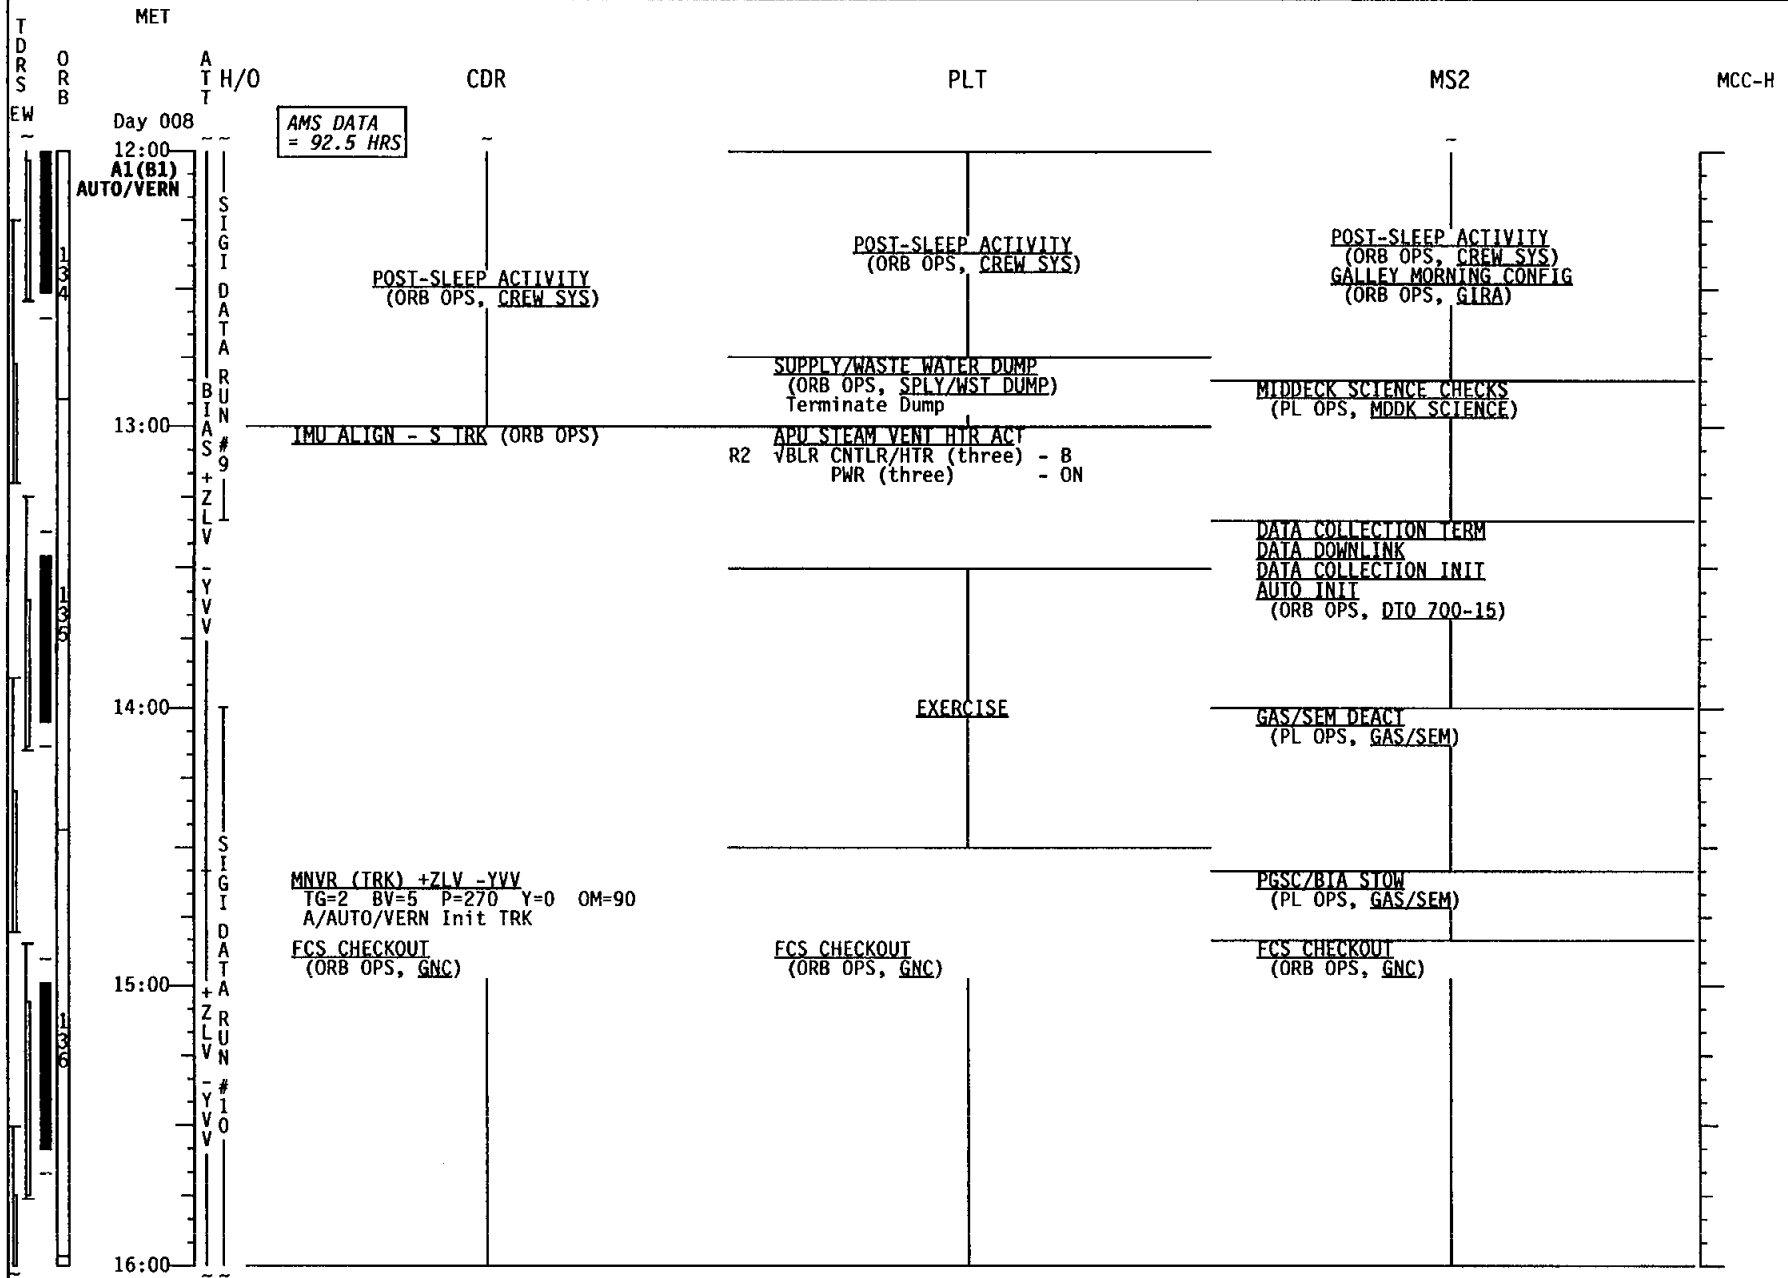 MET
TDRS
EW
ORB
ATT
H/O
CDR
PLT
MS2
MCC-H
Day 008
AMS DATA
= 92.5 HRS
12:00
A1(B1)
AUTO/VERN
13:00
14:00
15:00
16:00
134
135
136
BIAS +ZLV -YVV
+ZLV -YVV
SIGI DATA RUN #9
SIGI DATA RUN #10
POST-SLEEP ACTIVITY
(ORB OPS, CREW SYS)
IMU ALIGN - S TRK (ORB OPS)
MNVR (TRK) +ZLV -YVV
TG=2 BV=5 P=270 Y=0 OM=90
A/AUTO/VERN Init TRK
FCS CHECKOUT
(ORB OPS, GNC)
POST-SLEEP ACTIVITY
(ORB OPS, CREW SYS)
SUPPLY/WASTE WATER DUMP
(ORB OPS, SPLY/WST DUMP)
Terminate Dump
APU STEAM VENT HTR ACT
R2 √BLR CNTLR/HTR (three) - B
PWR (three) - ON
EXERCISE
FCS CHECKOUT
(ORB OPS, GNC)
POST-SLEEP ACTIVITY
(ORB OPS, CREW SYS)
GALLEY MORNING CONFIG
(ORB OPS, GIRA)
MIDDECK SCIENCE CHECKS
(PL OPS, MDDK SCIENCE)
DATA COLLECTION TERM
DATA DOWNLINK
DATA COLLECTION INIT
AUTO INIT
(ORB OPS, DTO 700-15)
GAS/SEM DEACT
(PL OPS, GAS/SEM)
PGSC/BIA STOW
(PL OPS, GAS/SEM)
FCS CHECKOUT
(ORB OPS, GNC)